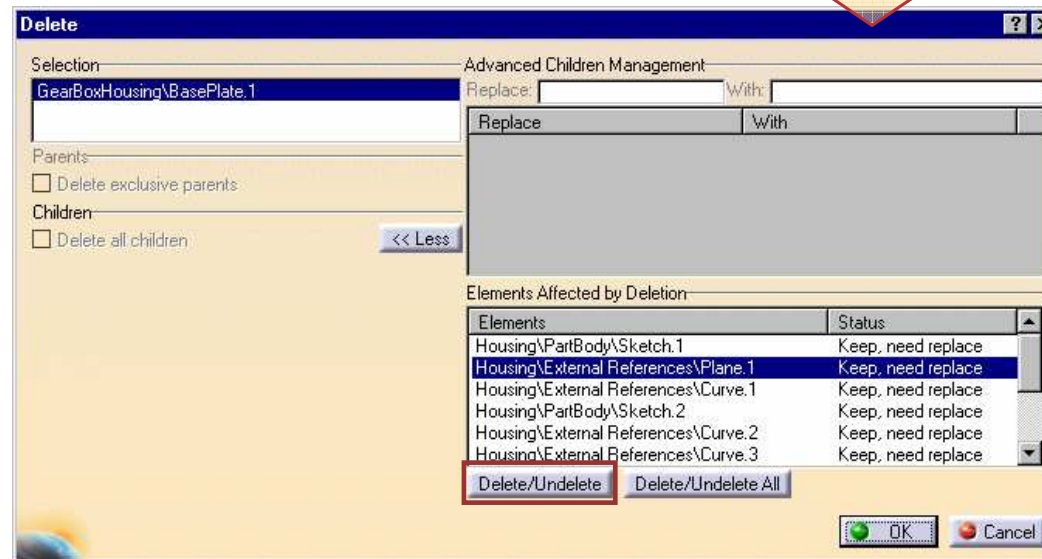 Delete
Selection
GearBoxHousing\BasePlate.1
Parents
Delete exclusive parents
Children
Delete all children
<< Less
Advanced Children Management
Replace: With:
Replace With
Elements Affected by Deletion
Elements Status
Housing\PartBody\Sketch.1 Keep, need replace
Housing\External References\Plane.1 Keep, need replace
Housing\External References\Curve.1 Keep, need replace
Housing\PartBody\Sketch.2 Keep, need replace
Housing\External References\Curve.2 Keep, need replace
Housing\External References\Curve.3 Keep, need replace
Delete/Undelete Delete/Undelete All
OK Cancel